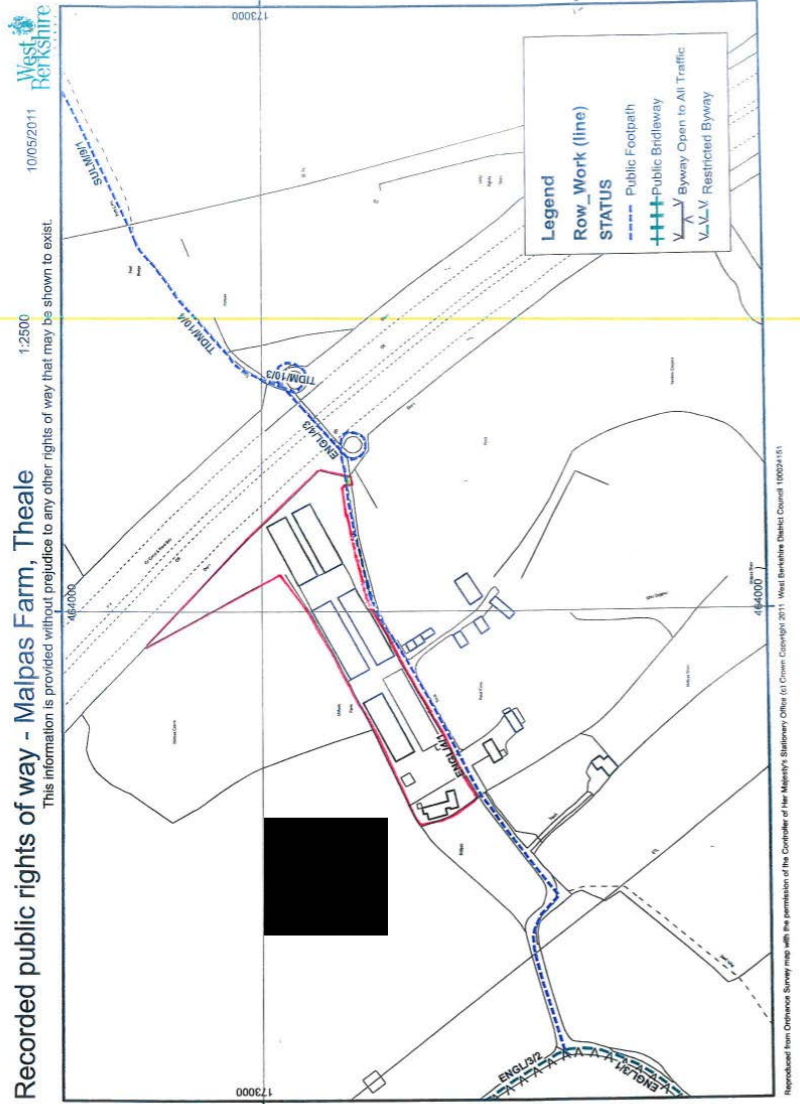 Recorded public rights of way - Malpas Farm, Theale
1:2500
10/05/2011
West
Berkshire
This information is provided without prejudice to any other rights of way that may be shown to exist.
464000
173000
173000
464000
SULM/9/1
TIDM/10/4
TIDM/10/3
ENGL/4/3
ENGL/4/1
ENGL/3/2
ENGL/3/1
Legend
Row_Work (line)
STATUS
Public Footpath
Public Bridleway
Byway Open to All Traffic
Restricted Byway
Reproduced from Ordnance Survey map with the permission of the Controller of Her Majesty's Stationery Office (c) Crown Copyright 2011 West Berkshire District Council 100024151